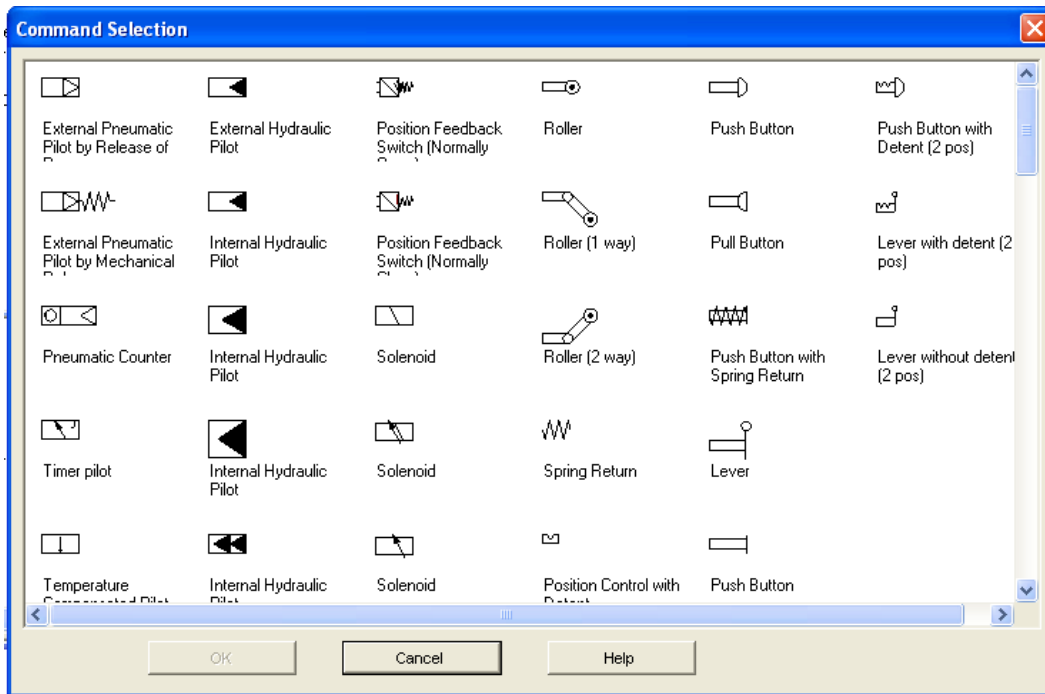 Command Selection
External Pneumatic
Pilot by Release of
External Hydraulic
Pilot
Position Feedback
Switch (Normally
Roller
Push Button
Push Button with
Detent (2 pos)
External Pneumatic
Pilot by Mechanical
Internal Hydraulic
Pilot
Position Feedback
Switch (Normally
Roller (1 way)
Pull Button
Lever with detent (2
pos)
Pneumatic Counter
Internal Hydraulic
Pilot
Solenoid
Roller (2 way)
Push Button with
Spring Return
Lever without detent
(2 pos)
Timer pilot
Internal Hydraulic
Pilot
Solenoid
Spring Return
Lever
Temperature
Compensated Pilot
Internal Hydraulic
Pilot
Solenoid
Position Control with
Detent
Push Button
OK
Cancel
Help